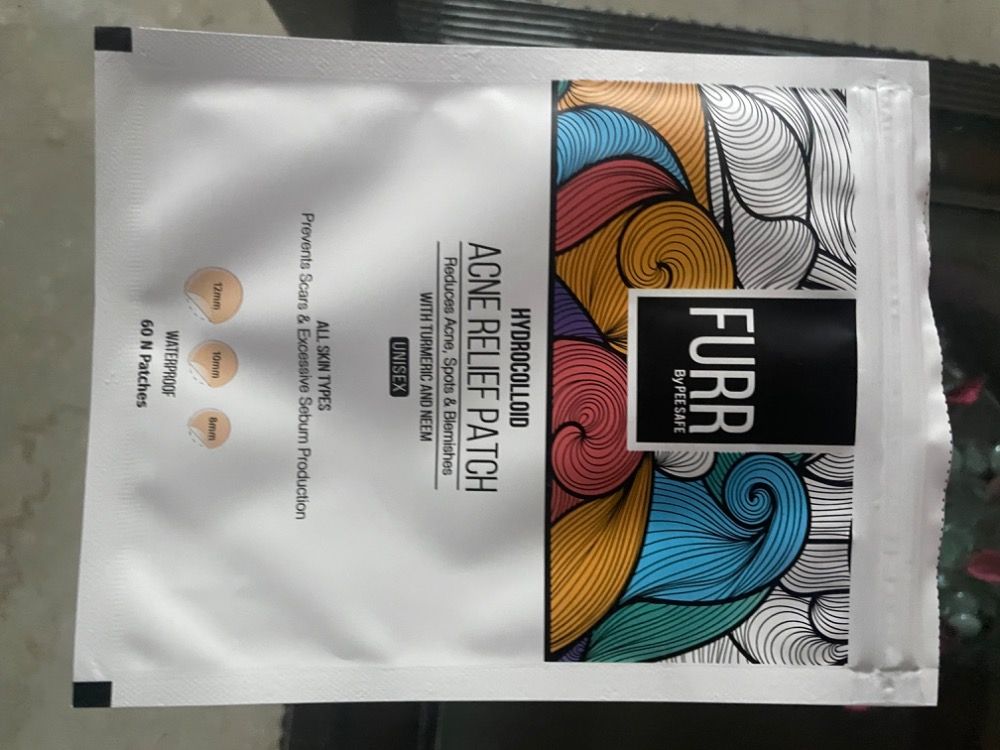 FURR
By PEE SAFE
HYDROCOLLOID
ACNE RELIEF PATCH
Reduces Acne, Spots & Blemishes
WITH TURMERIC AND NEEM
UNISEX
ALL SKIN TYPES
Prevents Scars & Excessive Sebum Production
12mm 10mm 8mm
WATERPROOF
60 N Patches